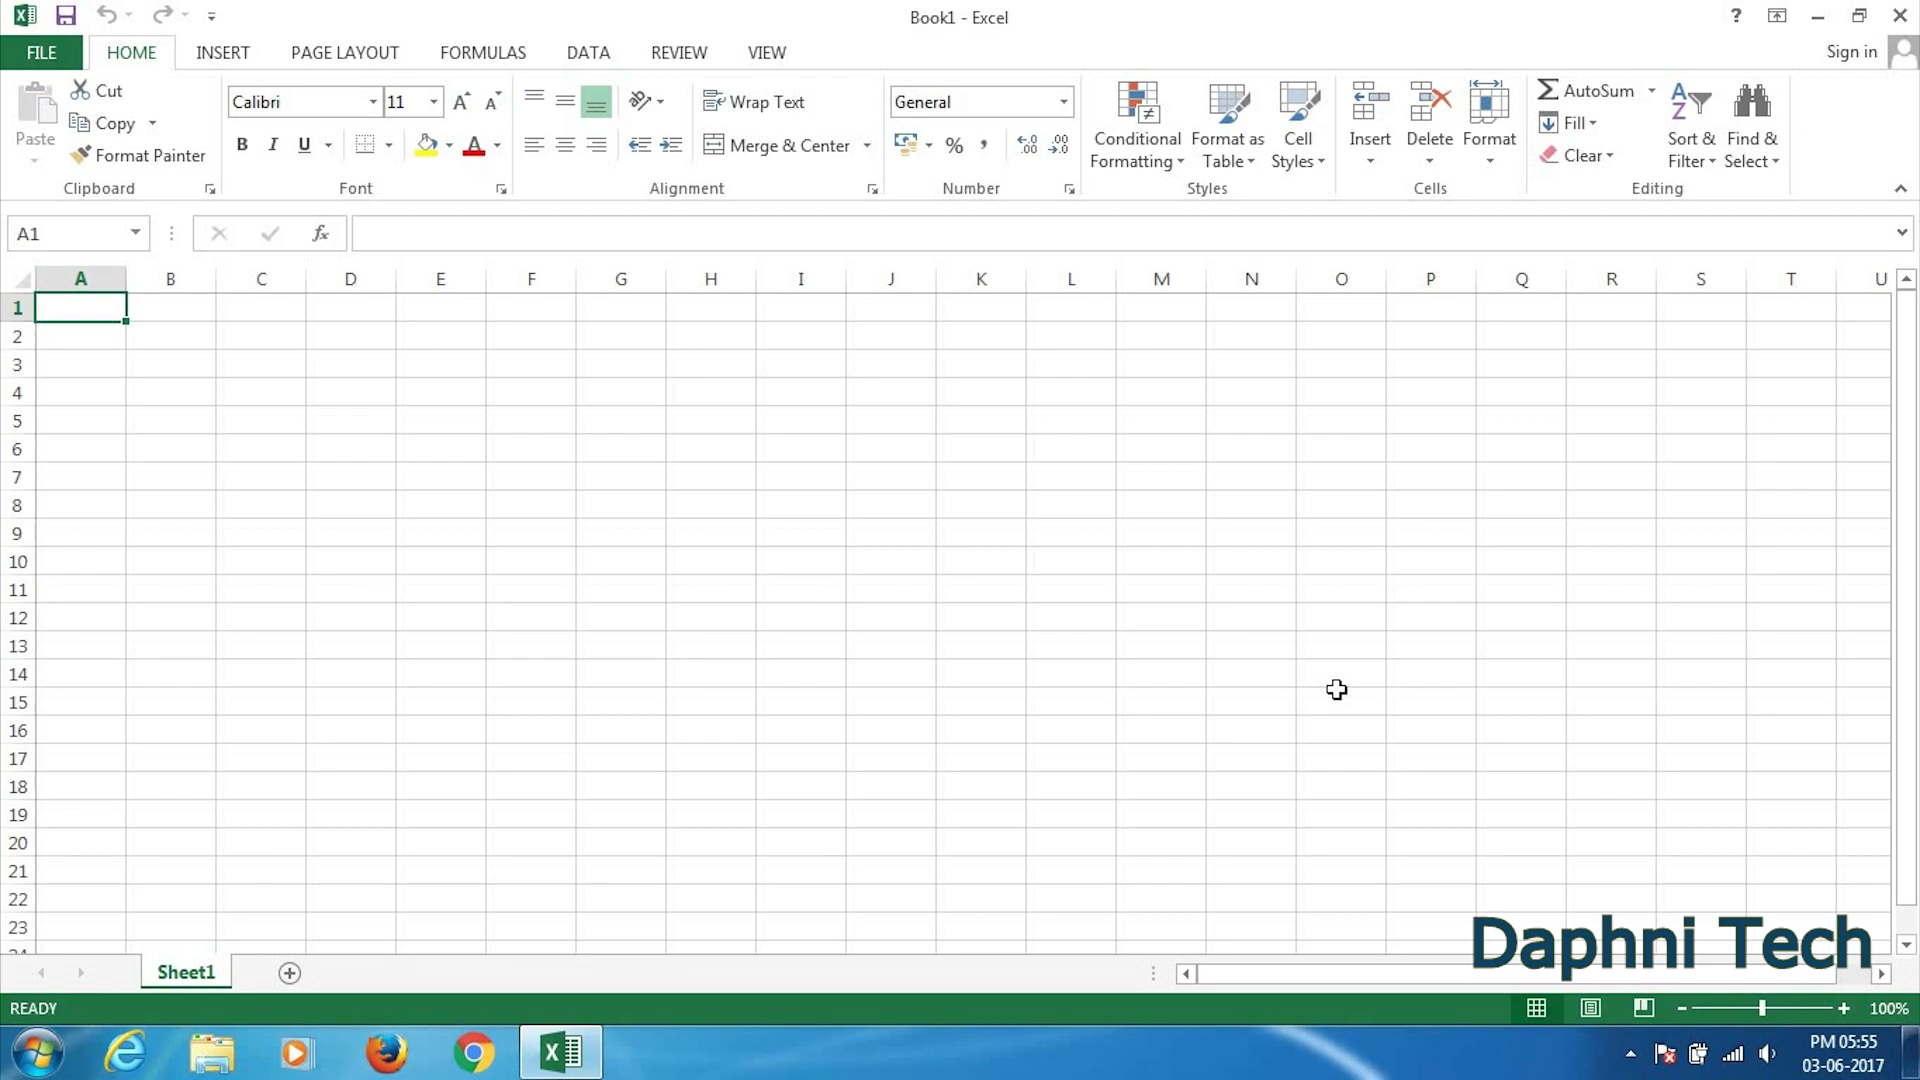 Book1 - Excel
FILE HOME INSERT PAGE LAYOUT FORMULAS DATA REVIEW VIEW Sign in
Paste
Cut
Copy
Format Painter
Clipboard
Calibri 11
B I U A
Font
Wrap Text
Merge & Center
Alignment
General
% ,
Number
Conditional Formatting
Format as Table
Cell Styles
Styles
Insert
Delete
Format
Cells
AutoSum
Fill
Clear
Sort & Filter
Find & Select
Editing
A1 fx
A B C D E F G H I J K L M N O P Q R S T U
1
2
3
4
5
6
7
8
9
10
11
12
13
14
15
16
17
18
19
20
21
22
23
24
Daphni Tech
Sheet1
READY 100%
PM 05:55
03-06-2017